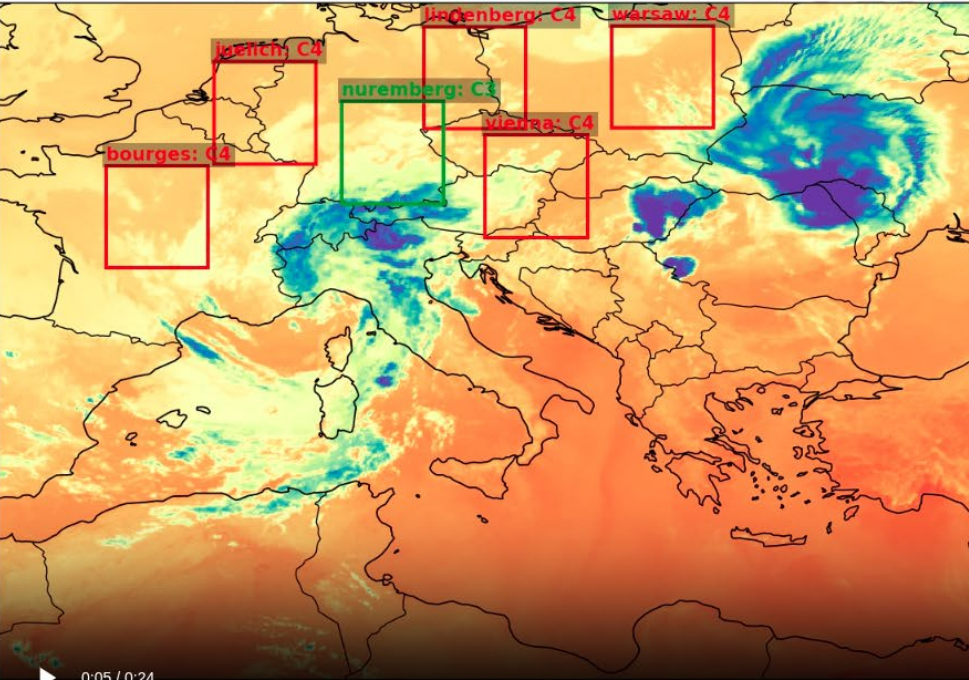 lindenberg: C4
warsaw: C4
juelich: C4
nuremberg: C3
vienna: C4
bourges: C4
0:05 / 0:24